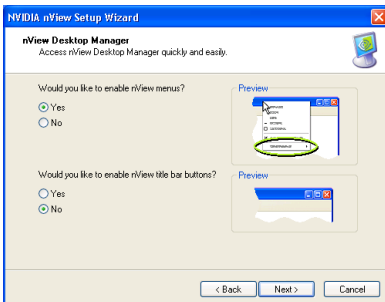 NVIDIA nView Setup Wizard
nView Desktop Manager
Access nView Desktop Manager quickly and easily.
Would you like to enable nView menus?
Yes
No
Preview
Would you like to enable nView title bar buttons?
Yes
No
Preview
< Back
Next >
Cancel